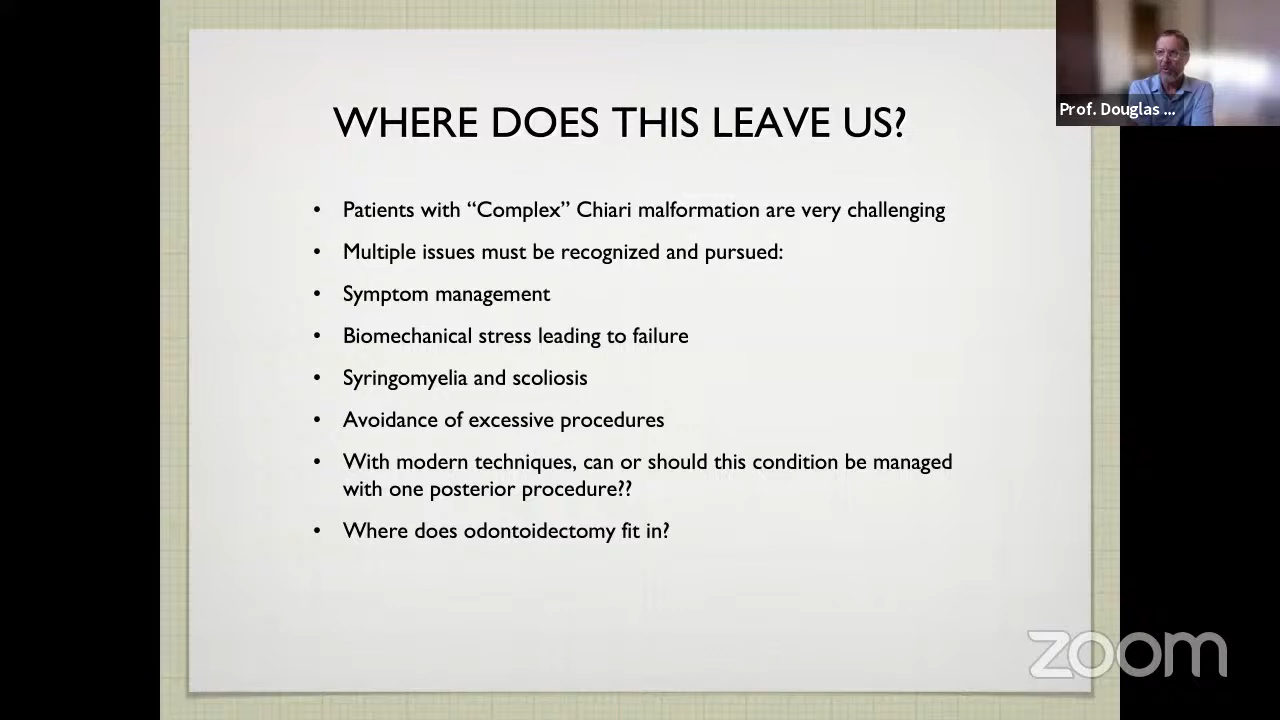 Prof. Douglas ...
WHERE DOES THIS LEAVE US?
• Patients with “Complex” Chiari malformation are very challenging
• Multiple issues must be recognized and pursued:
• Symptom management
• Biomechanical stress leading to failure
• Syringomyelia and scoliosis
• Avoidance of excessive procedures
• With modern techniques, can or should this condition be managed
with one posterior procedure??
• Where does odontoidectomy fit in?
zoom